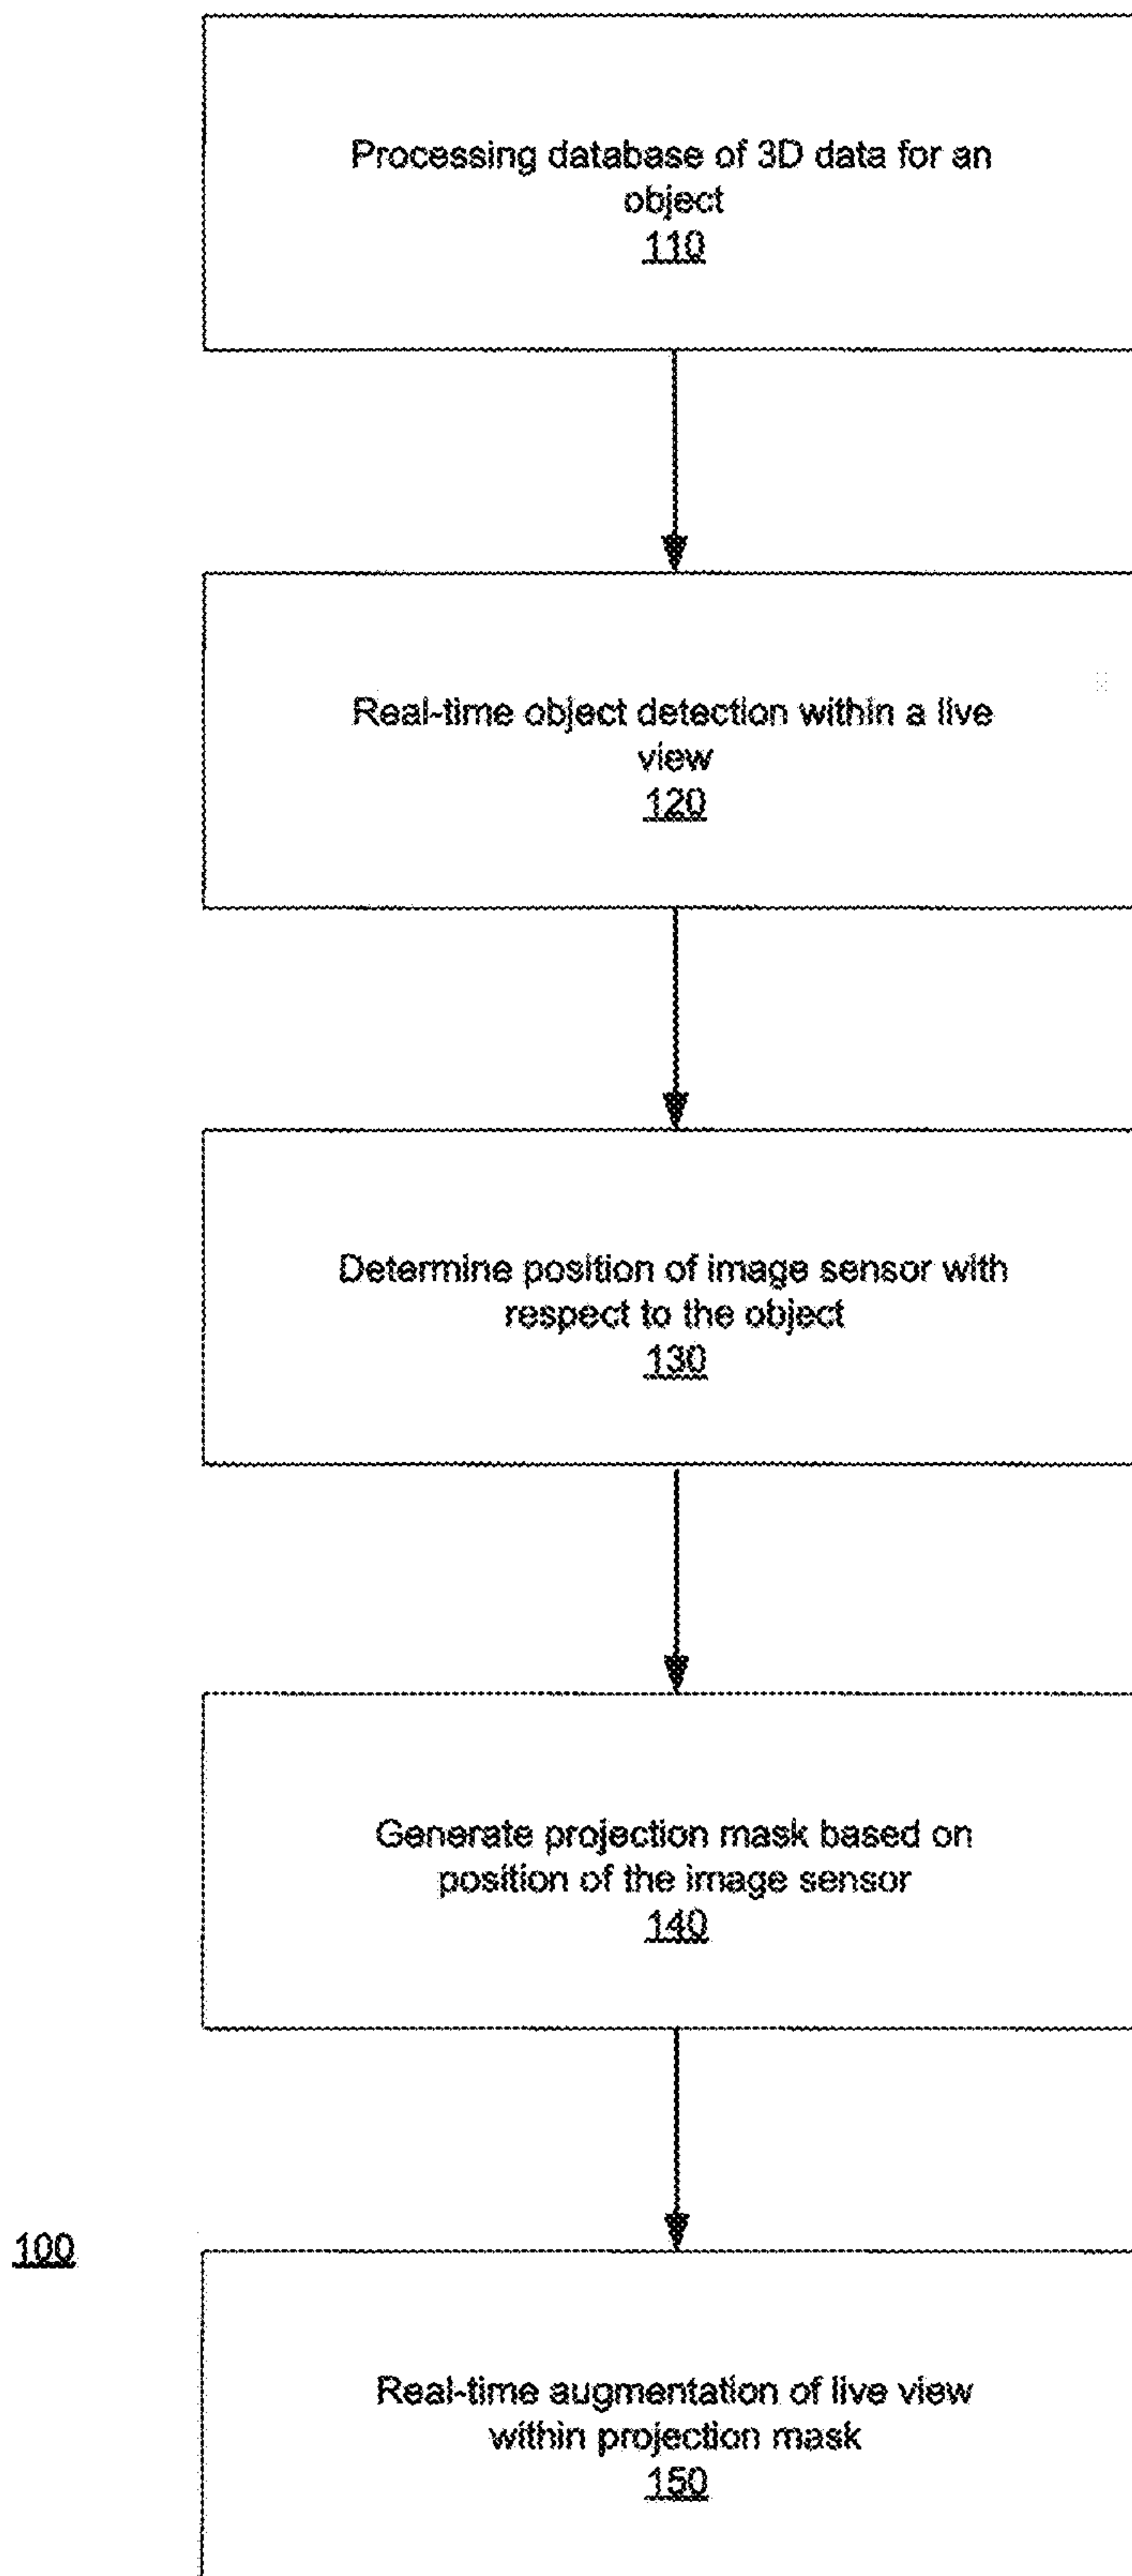 Processing database of 3D data for an
object
110
Real-time object detection within a live
view
120
Determine position of image sensor with
respect to the object
130
Generate projection mask based on
position of the image sensor
140
100
Real-time augmentation of live view
within projection mask
150